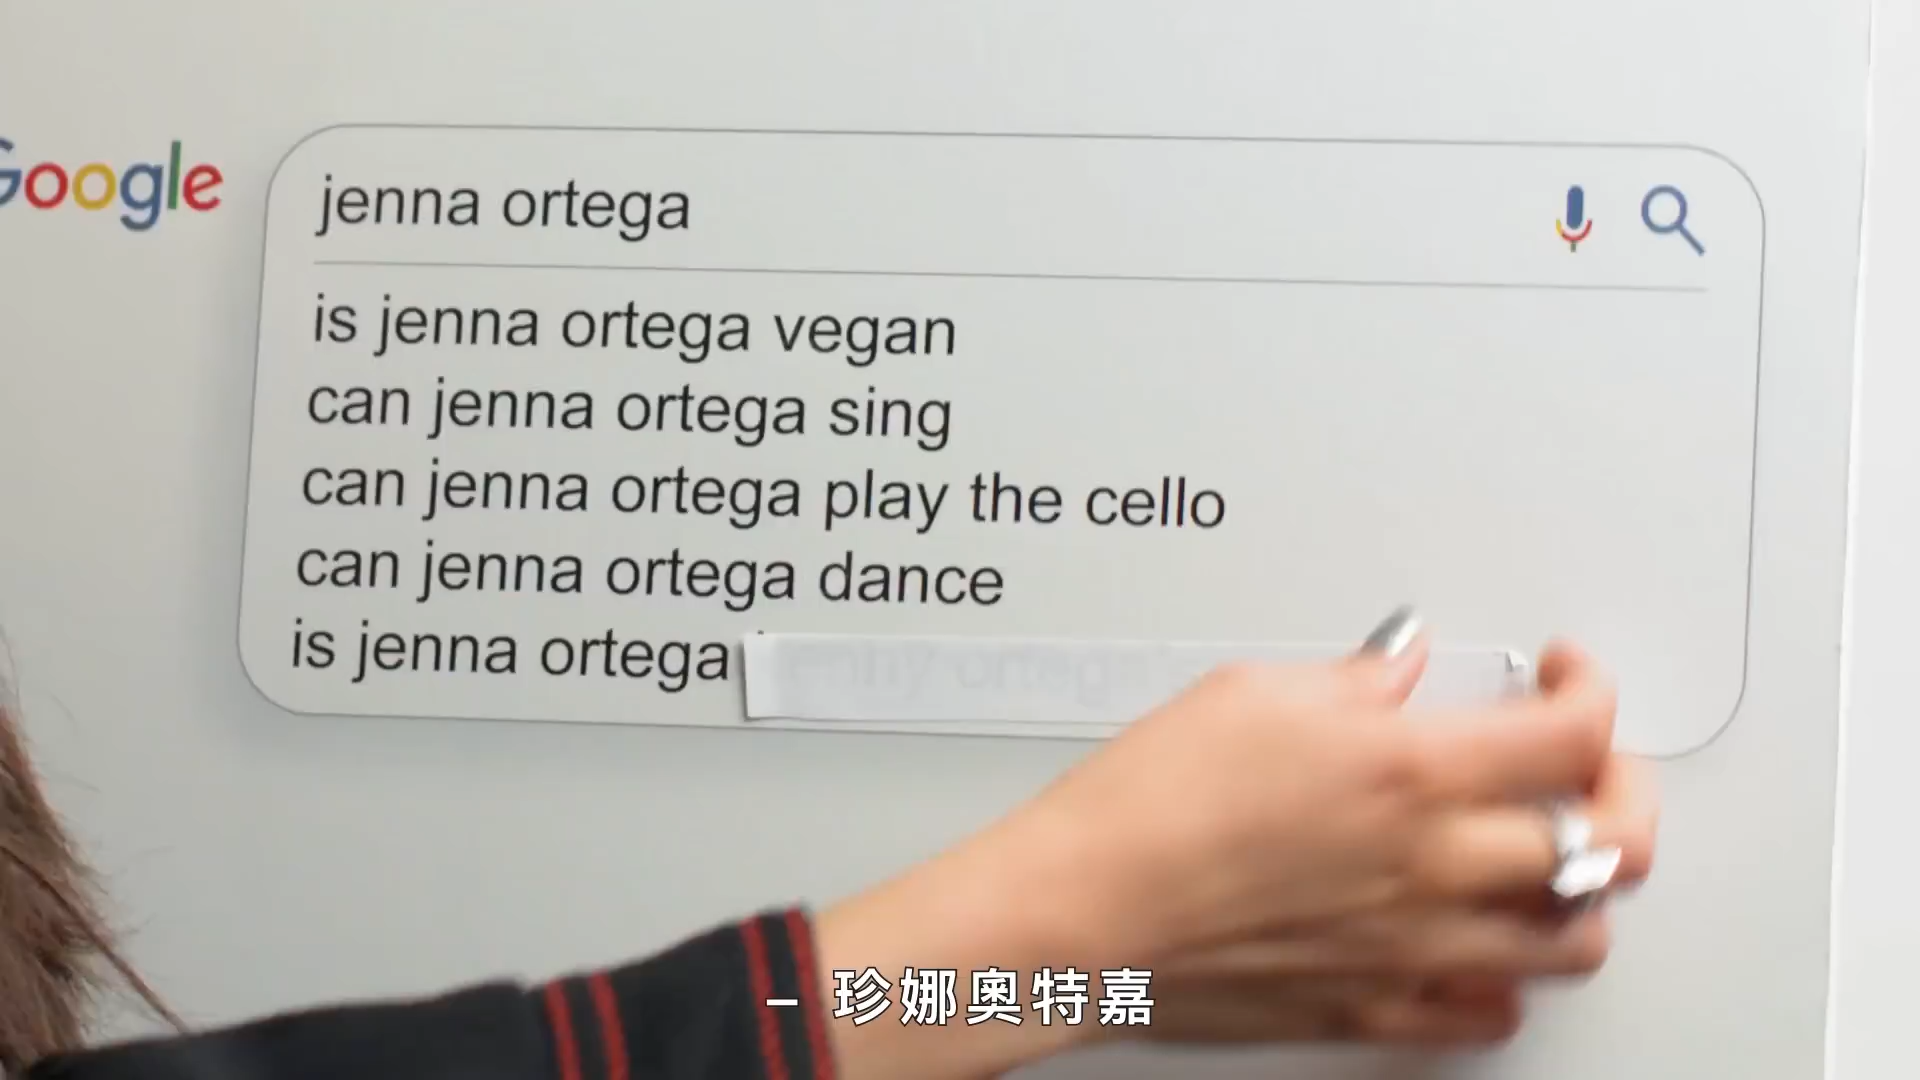 Google
jenna ortega
is jenna ortega vegan
can jenna ortega sing
can jenna ortega play the cello
can jenna ortega dance
is jenna ortega
– 珍娜奧特嘉